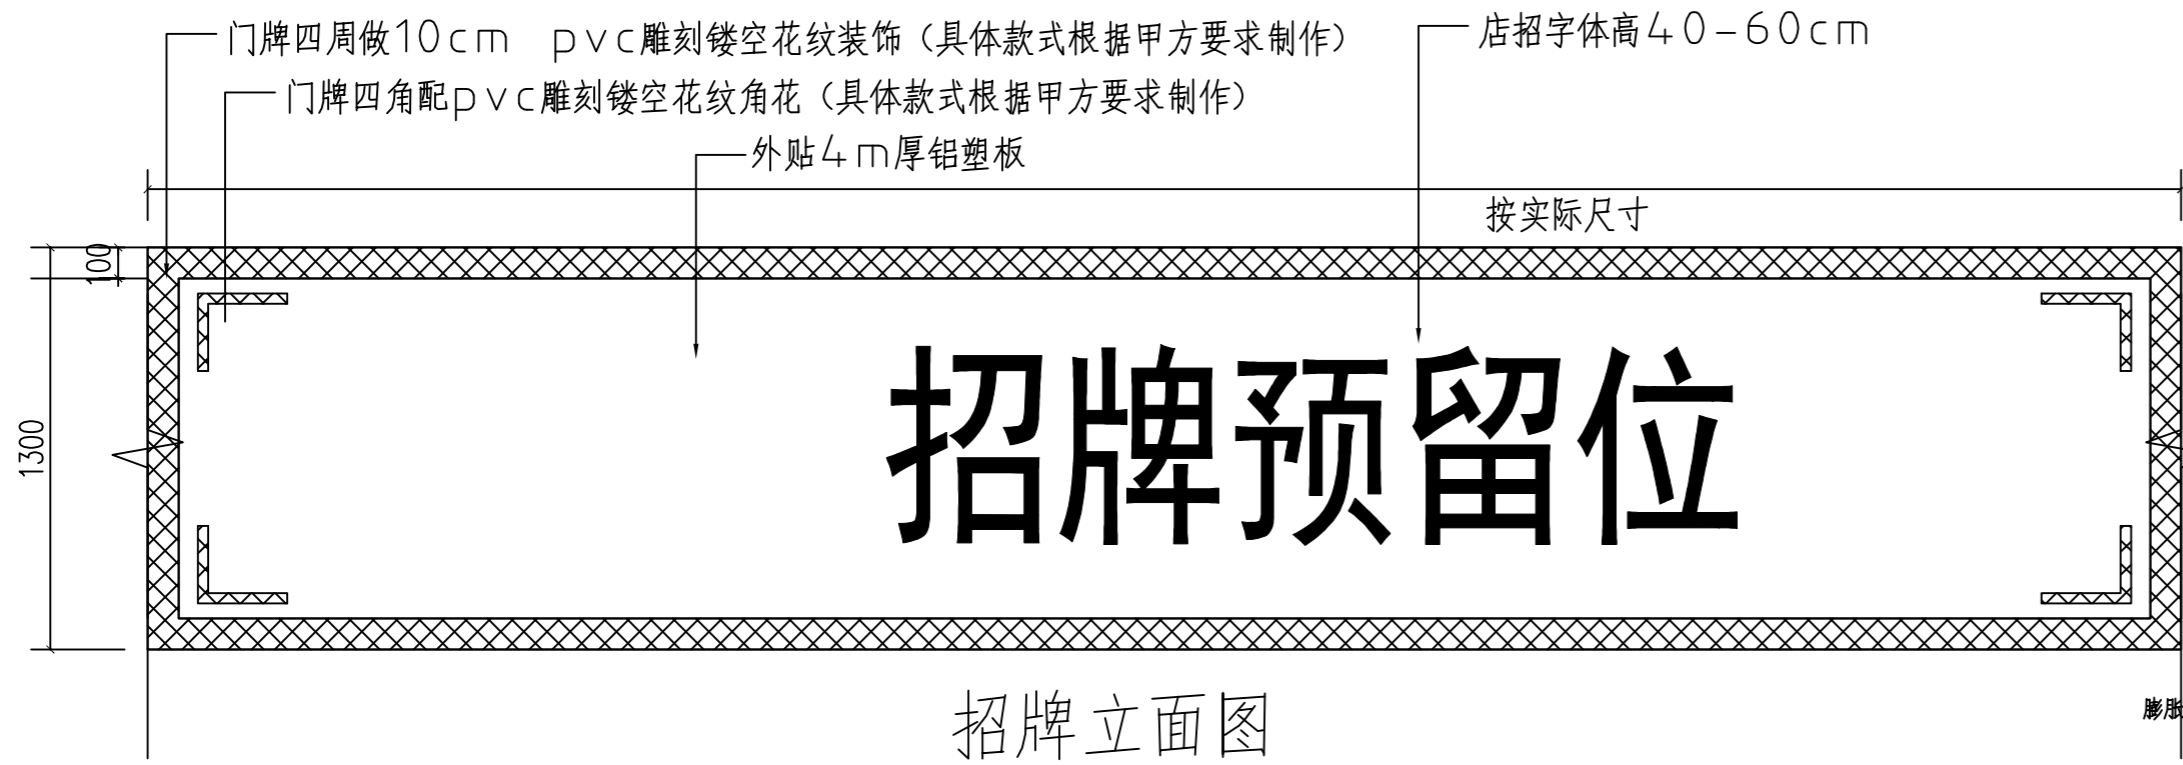 门牌四周做10cm pvc雕刻镂空花纹装饰（具体款式根据甲方要求制作）
店招字体高40-60cm
门牌四角配pvc雕刻镂空花纹角花（具体款式根据甲方要求制作）
外贴4m厚铝塑板
按实际尺寸
100
1300
招牌预留位
招牌立面图
膨胀